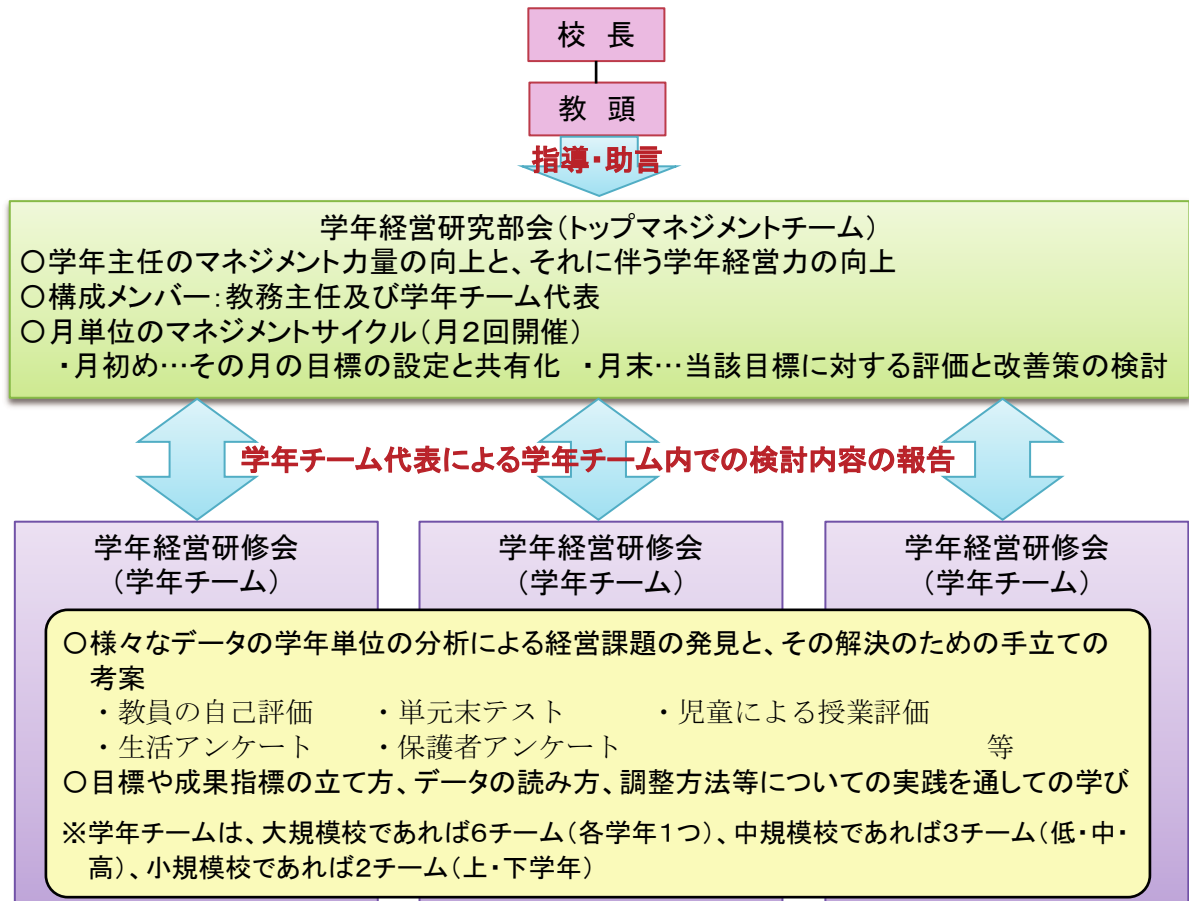 校 長
教 頭
指導・助言
学年経営研究部会(トップマネジメントチーム)
○学年主任のマネジメント力量の向上と、それに伴う学年経営力の向上
○構成メンバー:教務主任及び学年チーム代表
○月単位のマネジメントサイクル(月2回開催)
・月初め…その月の目標の設定と共有化 ・月末…当該目標に対する評価と改善策の検討
学年チーム代表による学年チーム内での検討内容の報告
学年経営研修会
(学年チーム)
学年経営研修会
(学年チーム)
学年経営研修会
(学年チーム)
○様々なデータの学年単位の分析による経営課題の発見と、その解決のための手立ての
考案
・教員の自己評価 ・単元末テスト ・児童による授業評価
・生活アンケート ・保護者アンケート 等
○目標や成果指標の立て方、データの読み方、調整方法等についての実践を通しての学び
※学年チームは、大規模校であれば6チーム(各学年1つ)、中規模校であれば3チーム(低・中・
高)、小規模校であれば2チーム(上・下学年)